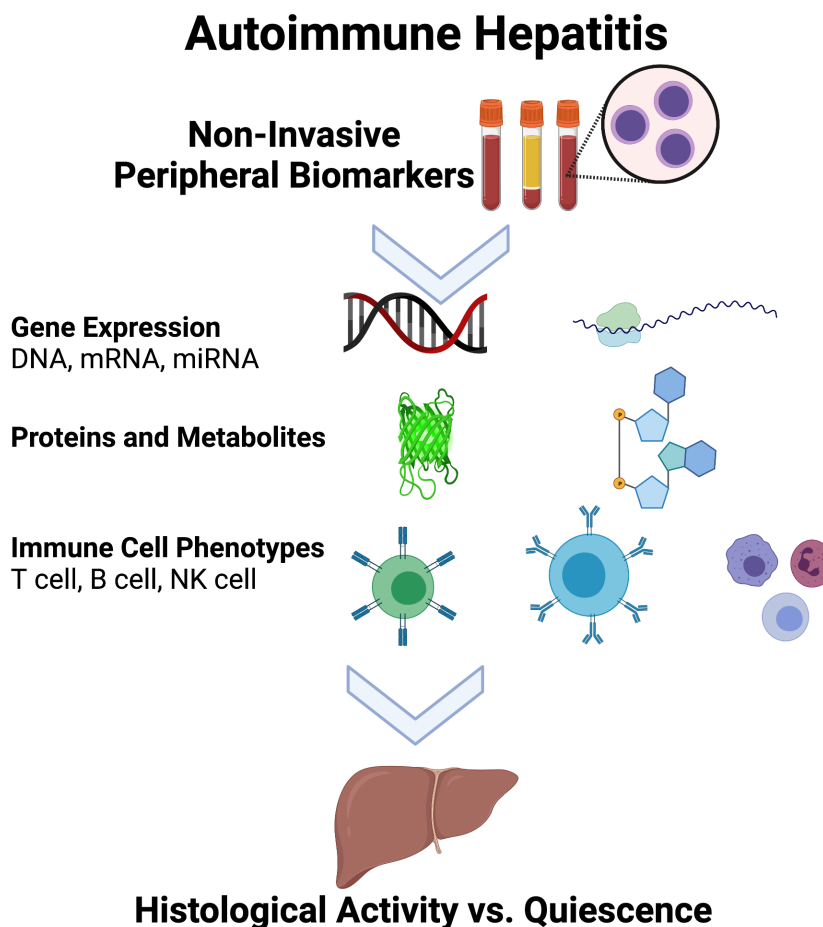 Autoimmune Hepatitis
Non-Invasive
Peripheral Biomarkers
Gene Expression
DNA, mRNA, miRNA
P
Proteins and Metabolites
P
Immune Cell Phenotypes
T cell, B cell, NK cell
Histological Activity vs. Quiescence